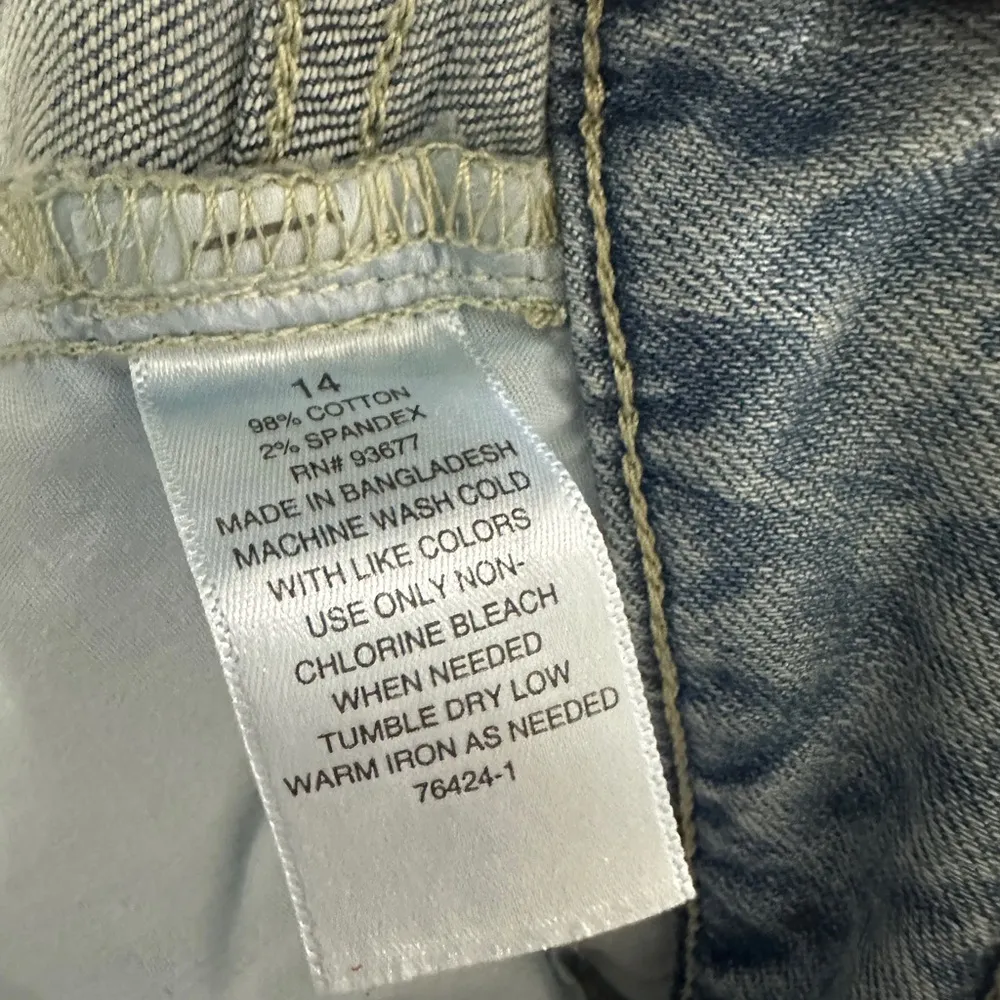 14
98% COTTON
2% SPANDEX
RN# 93677
MADE IN BANGLADESH
MACHINE WASH COLD
WITH LIKE COLORS
USE ONLY NON-
CHLORINE BLEACH
WHEN NEEDED
TUMBLE DRY LOW
WARM IRON AS NEEDED
76424-1